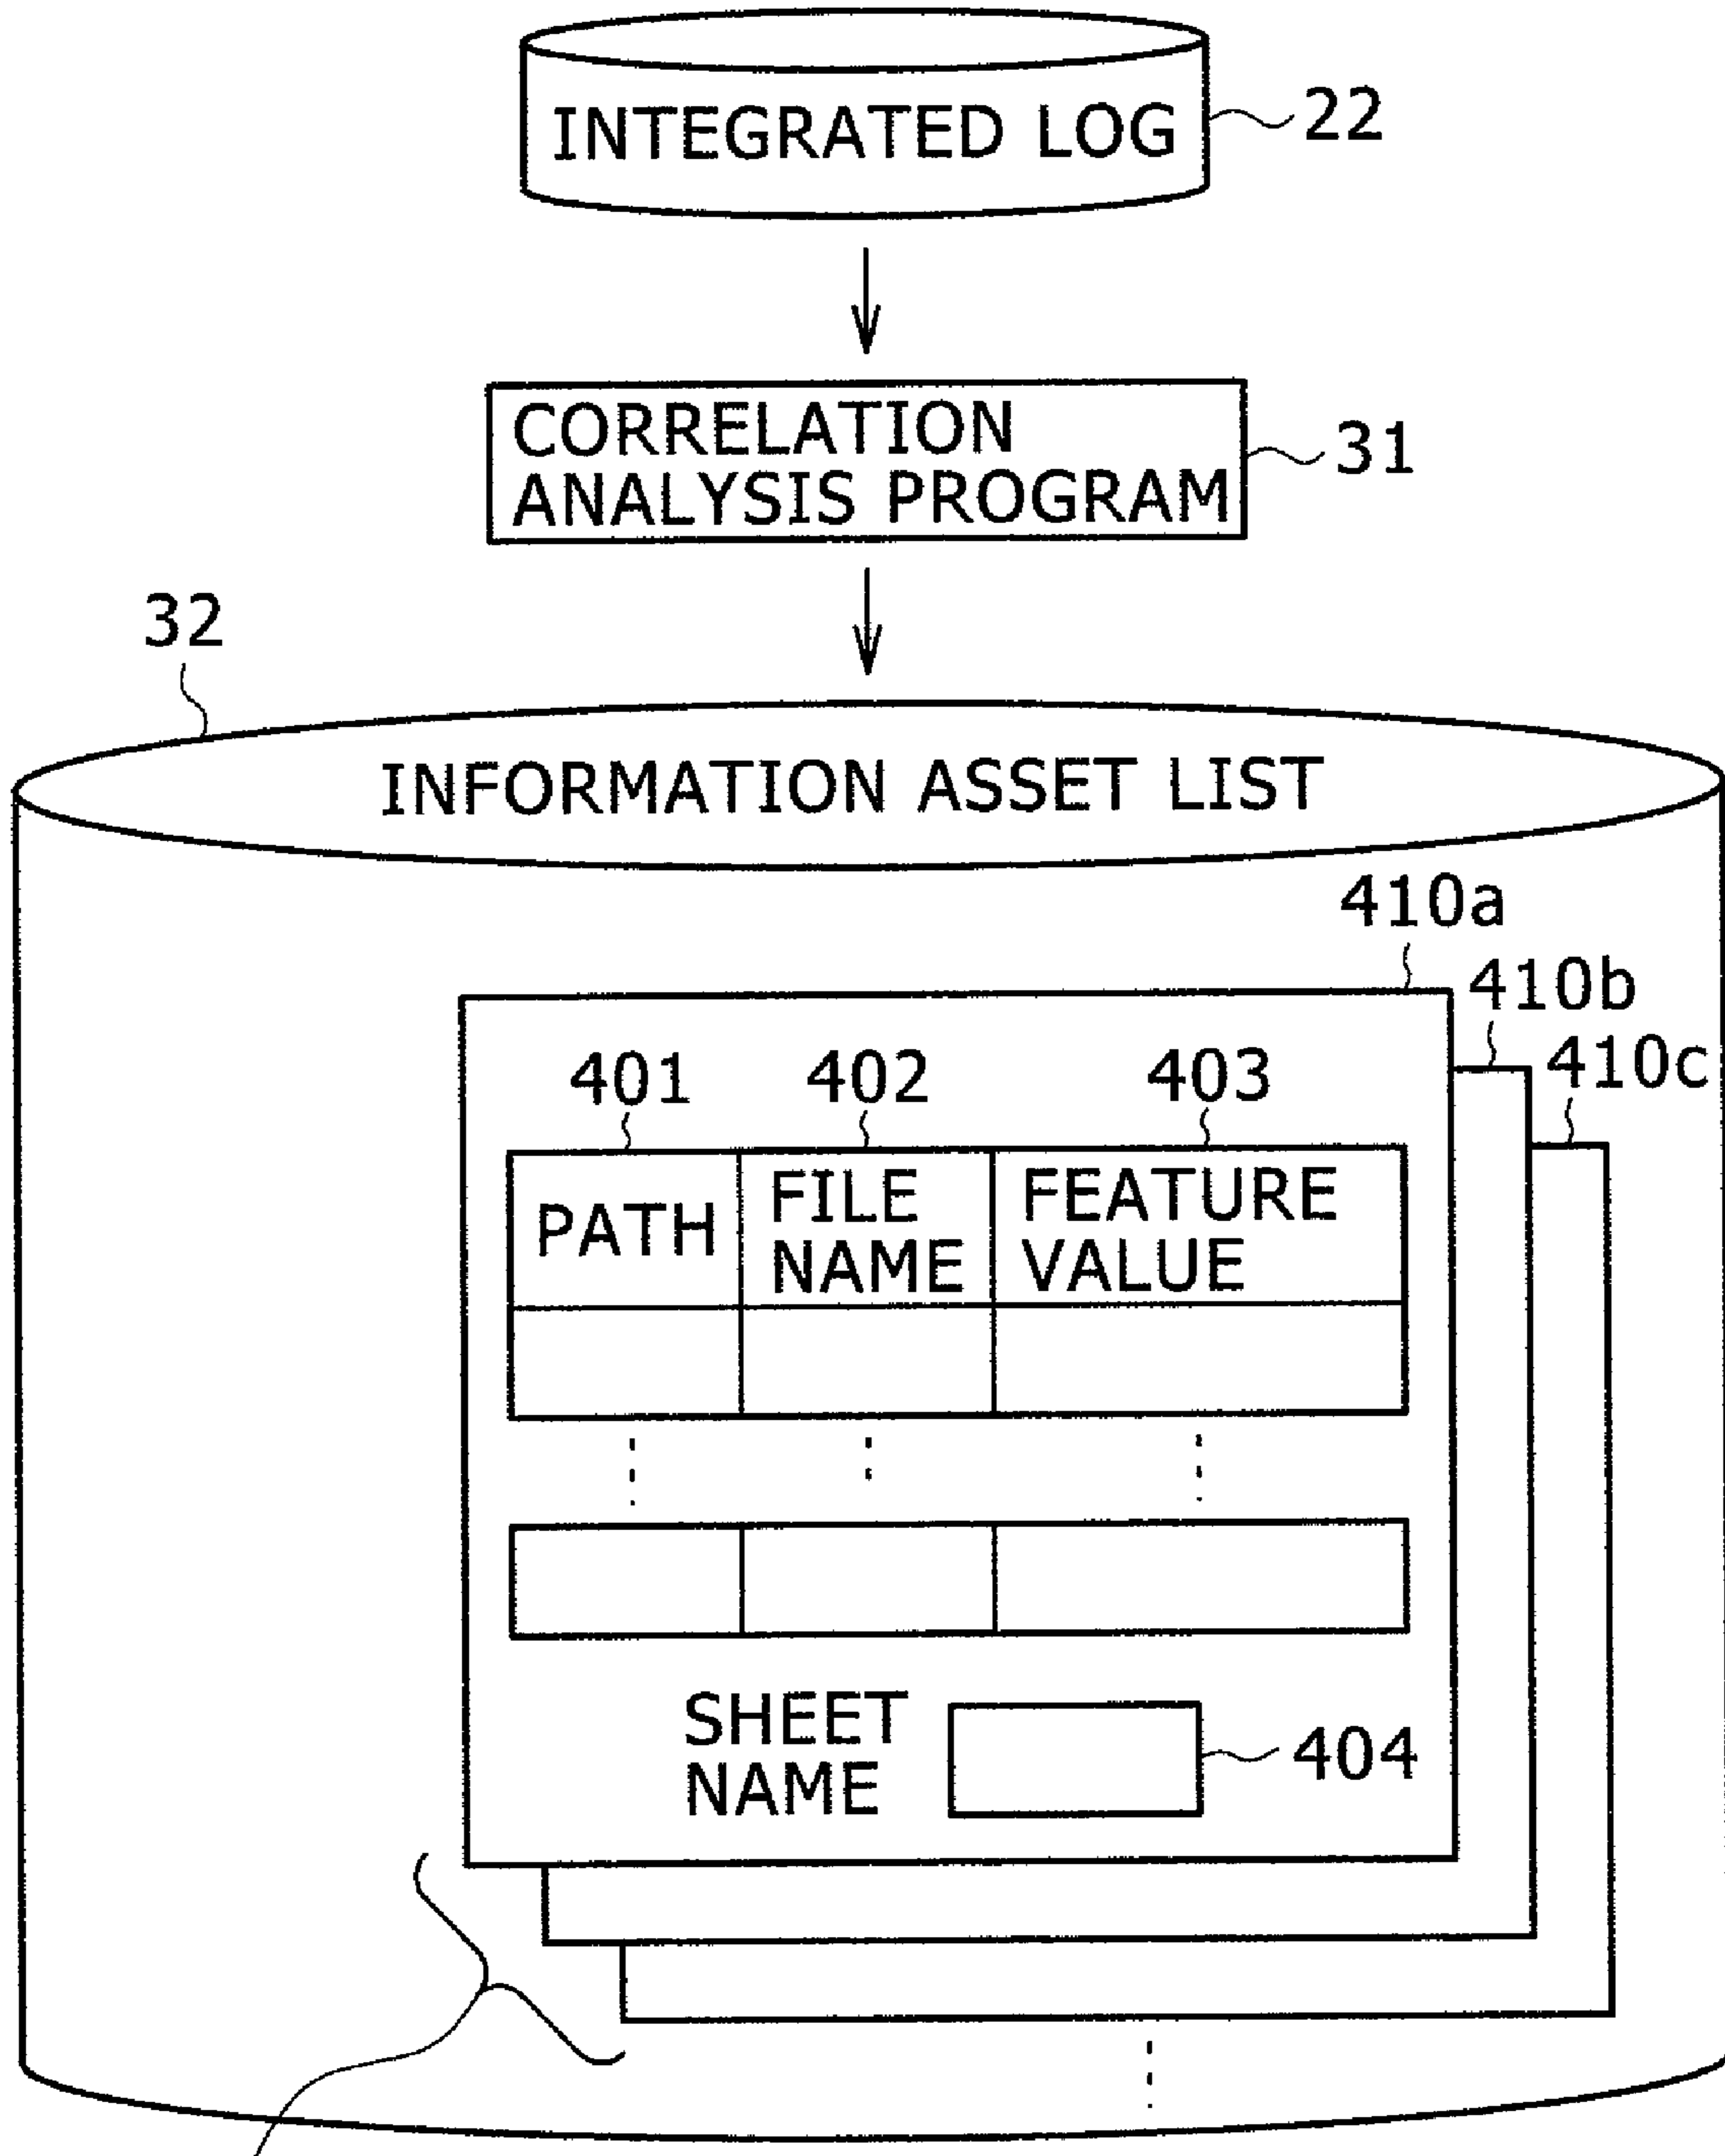 INTEGRATED LOG
22
CORRELATION
ANALYSIS PROGRAM
31
32
INFORMATION ASSET LIST
410a
410b
410c
401
402
403
PATH
FILE
NAME
FEATURE
VALUE
SHEET
NAME
404